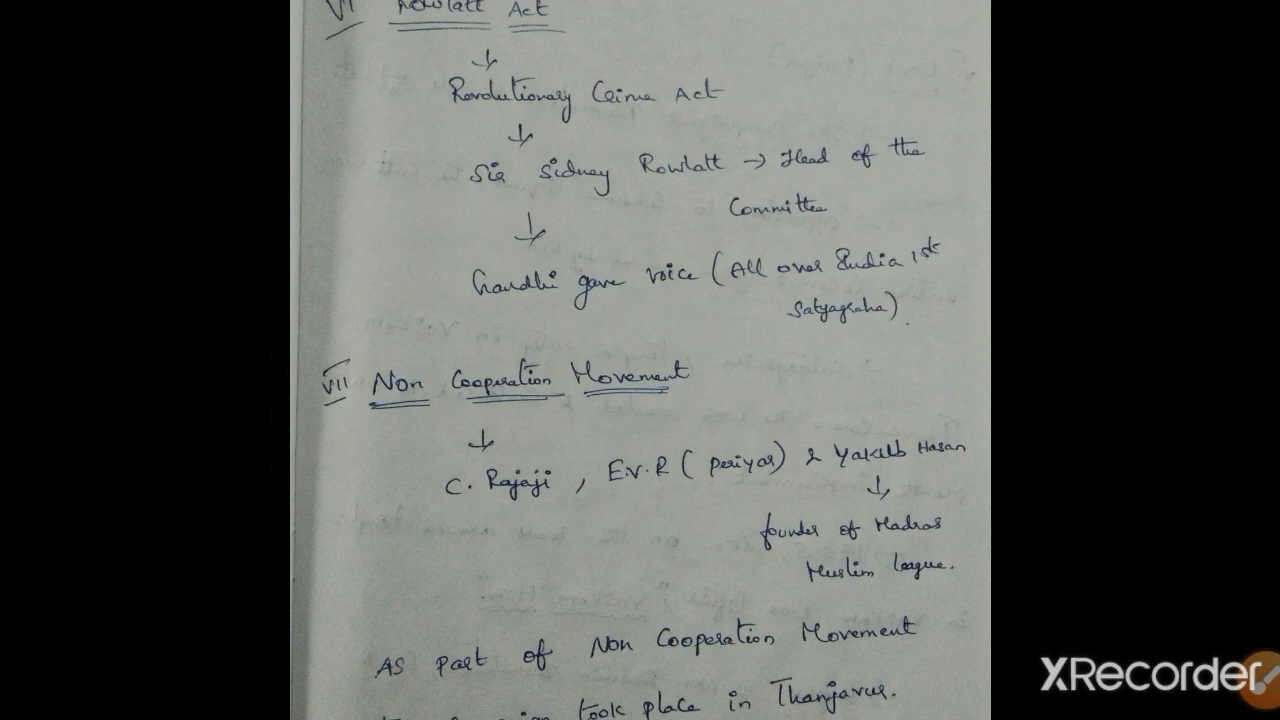 VI Rowlatt Act
Revolutionary Crime Act
Sir Sidney Rowlatt → Head of the
Committee
Gandhi gave voice (All over India 1st
Satyagraha).
VII Non Cooperation Movement
C. Rajaji, E.V.R (Periyar) & Yakub Hasan
founder of Madras
Muslim league.
As part of Non Cooperation Movement
took place in Thanjavur.
XRecorder